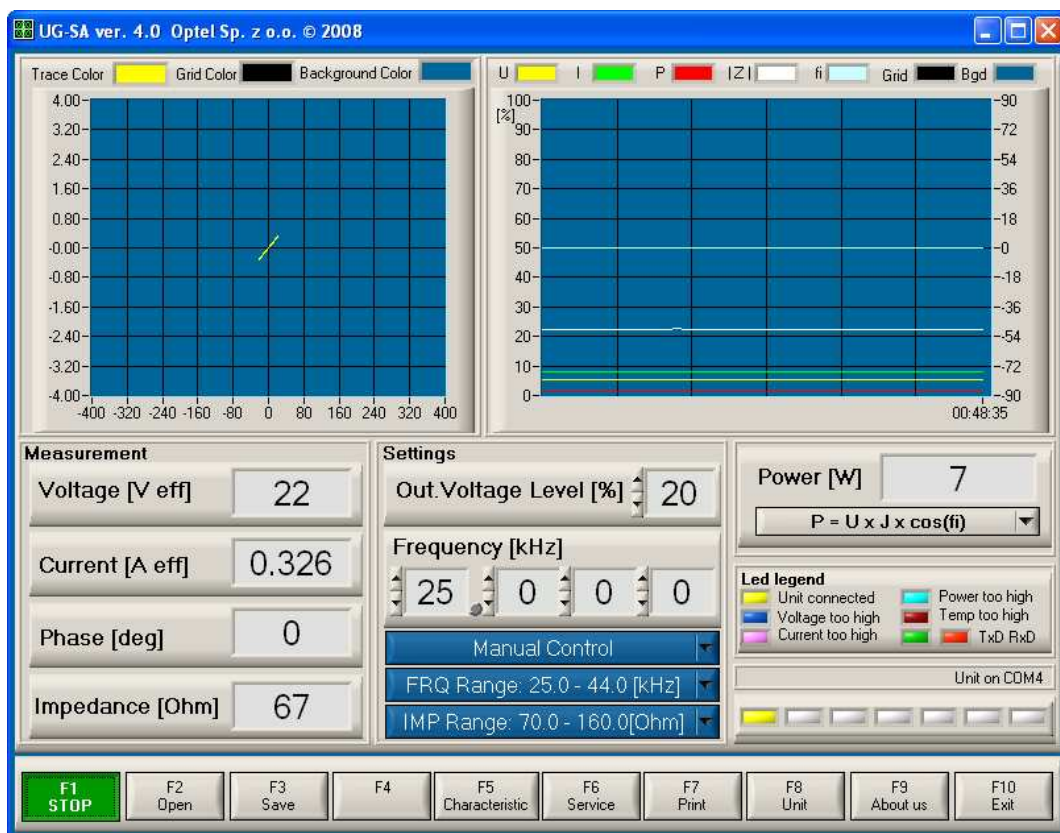 UG-SA ver. 4.0 Optel Sp. z o.o. © 2008
Trace Color Grid Color Background Color
4.00
3.20
2.40
1.60
0.80
-0.00
-0.80
-1.60
-2.40
-3.20
-4.00
-400 -320 -240 -160 -80 0 80 160 240 320 400
U I P |Z| fi Grid Bgd
100
[%]
90
80
70
60
50
40
30
20
10
0
-90
-72
-54
-36
-18
-0
--18
--36
--54
--72
--90
00:48:35
Measurement
Voltage [V eff] 22
Current [A eff] 0.326
Phase [deg] 0
Impedance [Ohm] 67
Settings
Out.Voltage Level [%] 20
Frequency [kHz]
25 0 0 0
Manual Control
FRQ Range: 25.0 - 44.0 [kHz]
IMP Range: 70.0 - 160.0[Ohm]
Power [W] 7
P = U x J x cos(fi)
Led legend
Unit connected Power too high
Voltage too high Temp too high
Current too high TxD RxD
Unit on COM4
F1 STOP
F2 Open
F3 Save
F4
F5 Characteristic
F6 Service
F7 Print
F8 Unit
F9 About us
F10 Exit